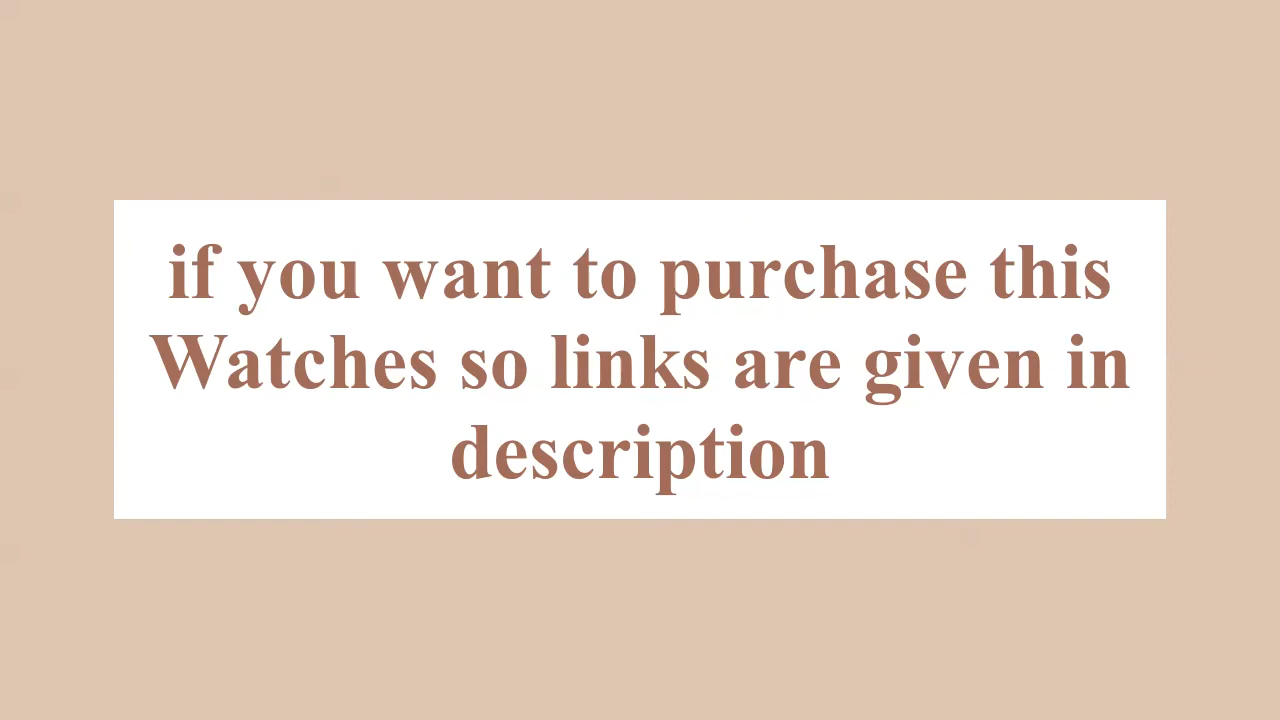 if you want to purchase this
Watches so links are given in
description